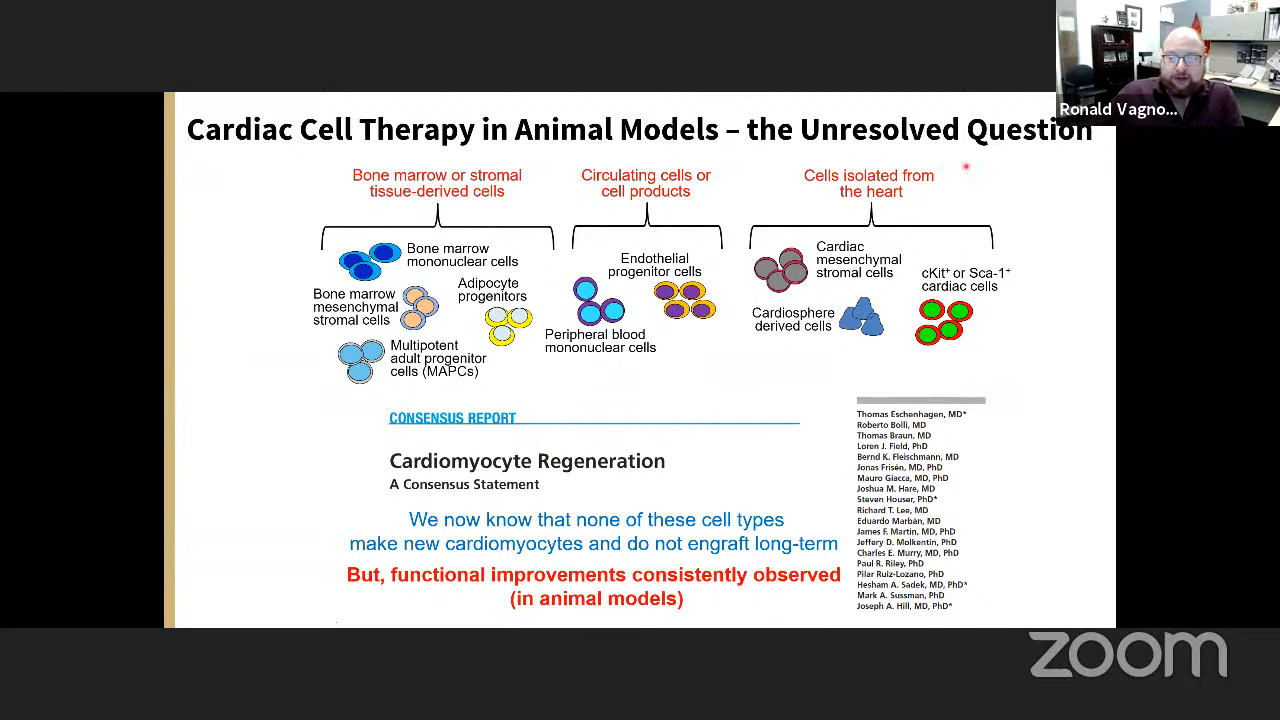 Ronald Vagno...
Cardiac Cell Therapy in Animal Models – the Unresolved Question
Bone marrow or stromal
tissue-derived cells
Circulating cells or
cell products
Cells isolated from
the heart
Bone marrow
mononuclear cells
Bone marrow
mesenchymal
stromal cells
Adipocyte
progenitors
Multipotent
adult progenitor
cells (MAPCs)
Endothelial
progenitor cells
Peripheral blood
mononuclear cells
Cardiac
mesenchymal
stromal cells
cKit⁺ or Sca-1⁺
cardiac cells
Cardiosphere
derived cells
CONSENSUS REPORT
Cardiomyocyte Regeneration
A Consensus Statement
We now know that none of these cell types
make new cardiomyocytes and do not engraft long-term
But, functional improvements consistently observed
(in animal models)
Thomas Eschenhagen, MD*
Roberto Bolli, MD
Thomas Braun, MD
Loren J. Field, PhD
Bernd K. Fleischmann, MD
Jonas Frisén, MD, PhD
Mauro Giacca, MD, PhD
Joshua M. Hare, MD
Steven Houser, PhD*
Richard T. Lee, MD
Eduardo Marbán, MD
James F. Martin, MD, PhD
Jeffery D. Molkentin, PhD
Charles E. Murry, MD, PhD
Paul R. Riley, PhD
Pilar Ruiz-Lozano, PhD
Hesham A. Sadek, MD, PhD*
Mark A. Sussman, PhD
Joseph A. Hill, MD, PhD*
zoom